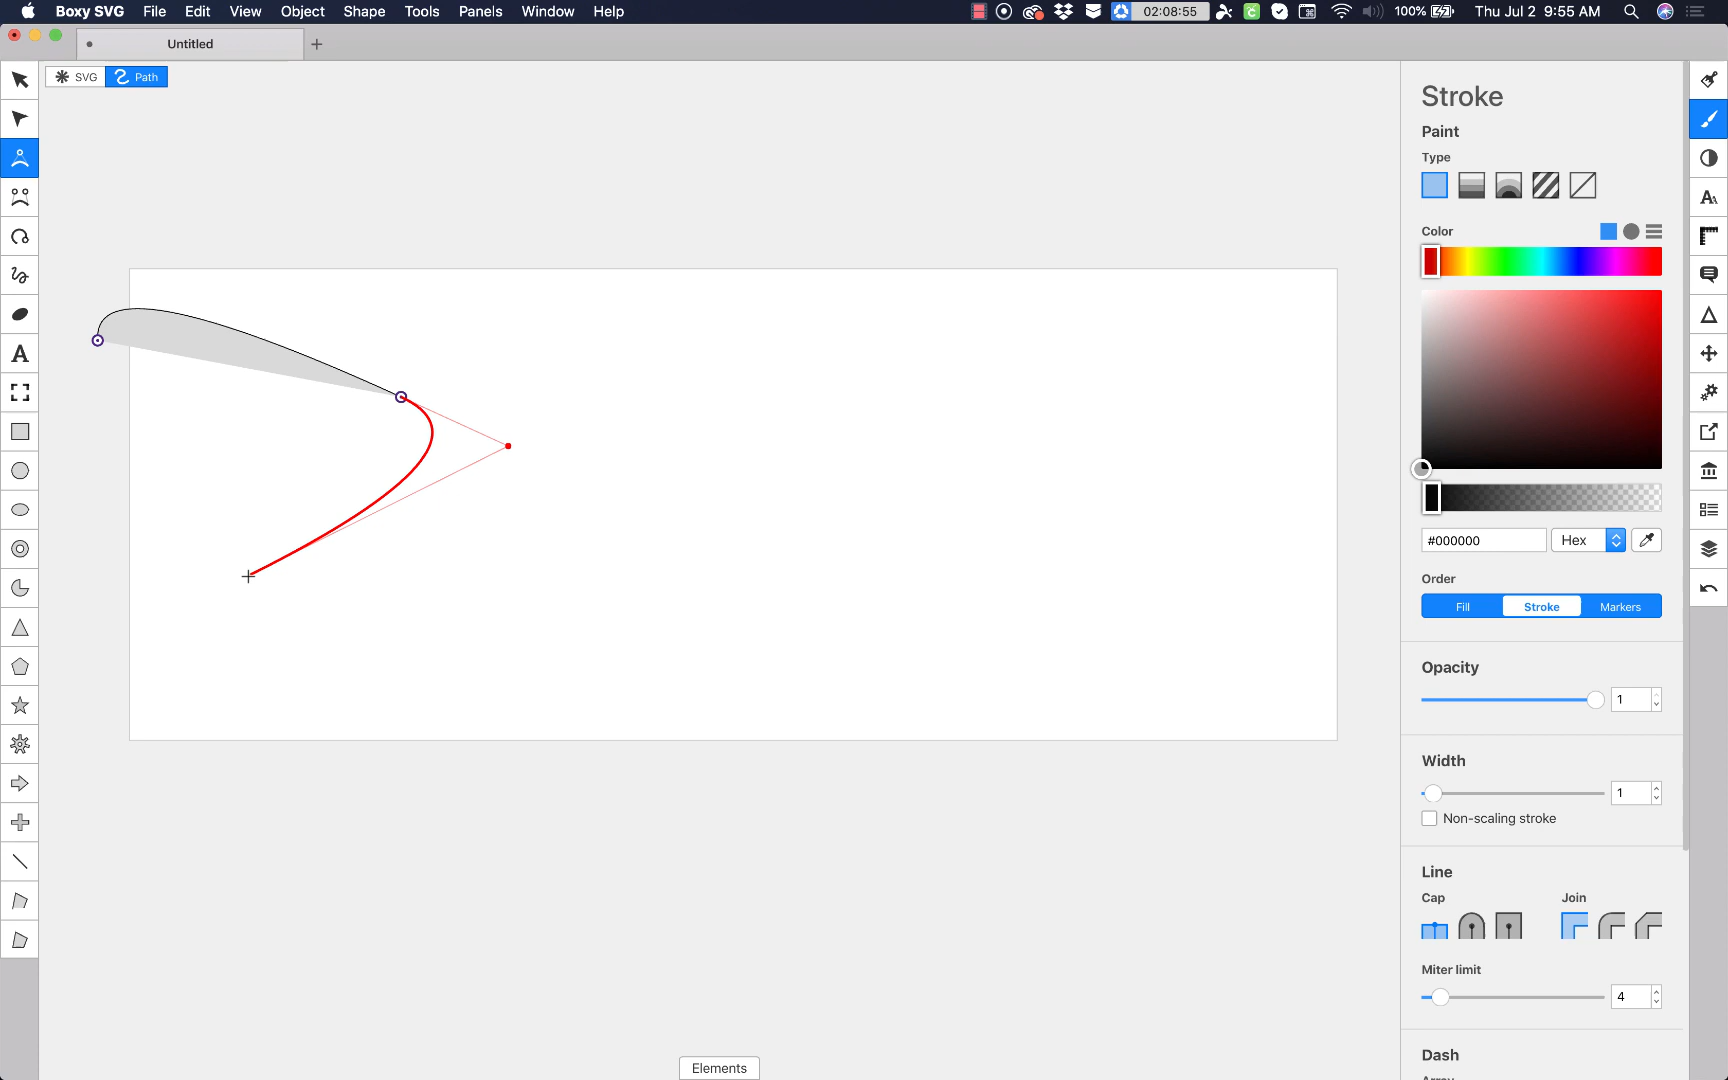 Boxy SVG File Edit View Object Shape Tools Panels Window Help 02:08:55 100% Thu Jul 2 9:55 AM
Untitled
SVG Path
Stroke
Paint
Type
Color
#000000 Hex
Order
Fill Stroke Markers
Opacity
1
Width
1
Non-scaling stroke
Line
Cap Join
Miter limit
4
Dash
Elements